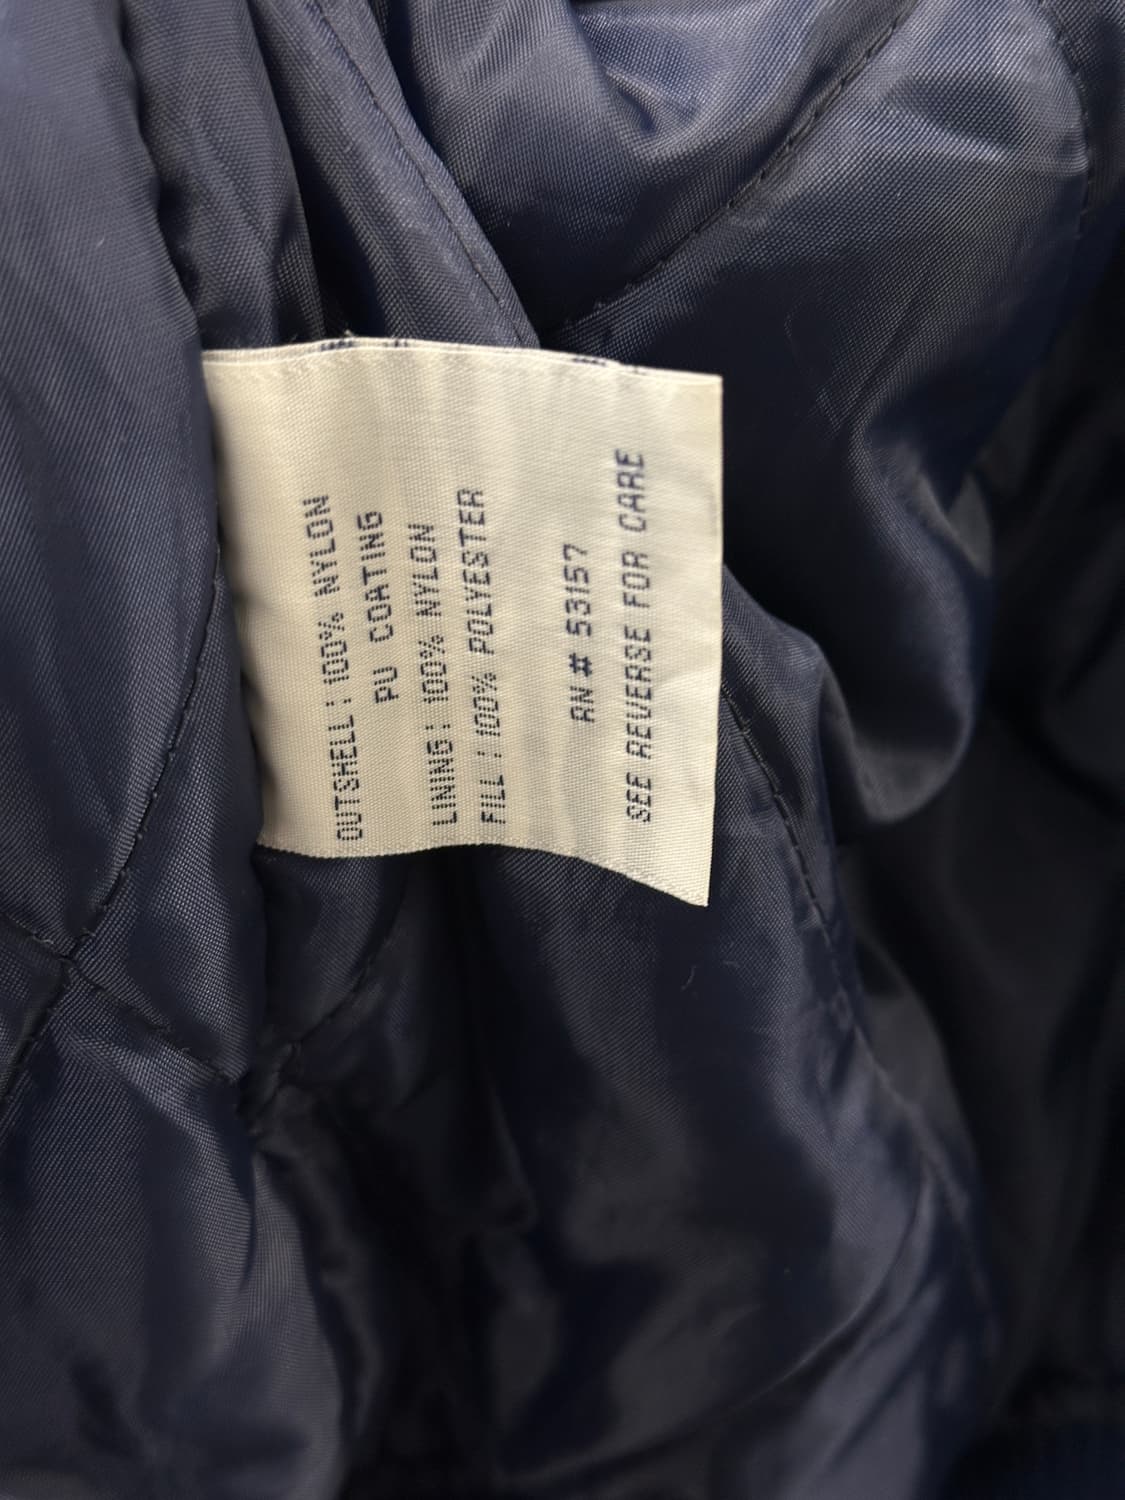 OUTSHELL: 100% NYLON
PU COATING
LINING: 100% NYLON
FILL: 100% POLYESTER
RN # 53157
SEE REVERSE FOR CARE